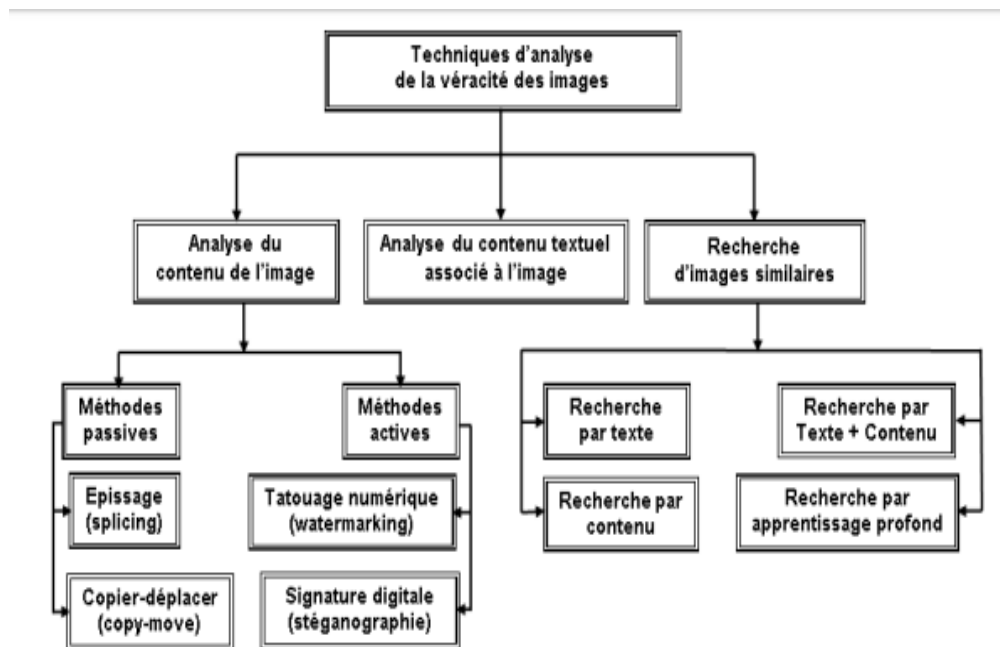 Techniques d'analyse
de la véracité des images
Analyse du
contenu de l'image
Analyse du contenu textuel
associé à l'image
Recherche
d'images similaires
Méthodes
passives
Méthodes
actives
Recherche
par texte
Recherche par
Texte + Contenu
Epissage
(splicing)
Tatouage numérique
(watermarking)
Recherche par
contenu
Recherche par
apprentissage profond
Copier-déplacer
(copy-move)
Signature digitale
(stéganographie)